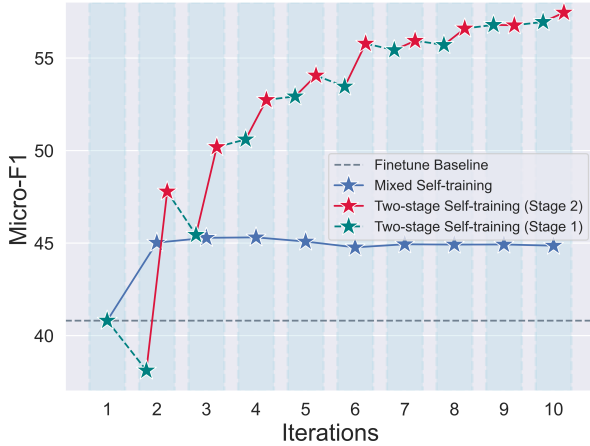 Micro-F1
55
50
45
40
Finetune Baseline
Mixed Self-training
Two-stage Self-training (Stage 2)
Two-stage Self-training (Stage 1)
1 2 3 4 5 6 7 8 9 10
Iterations